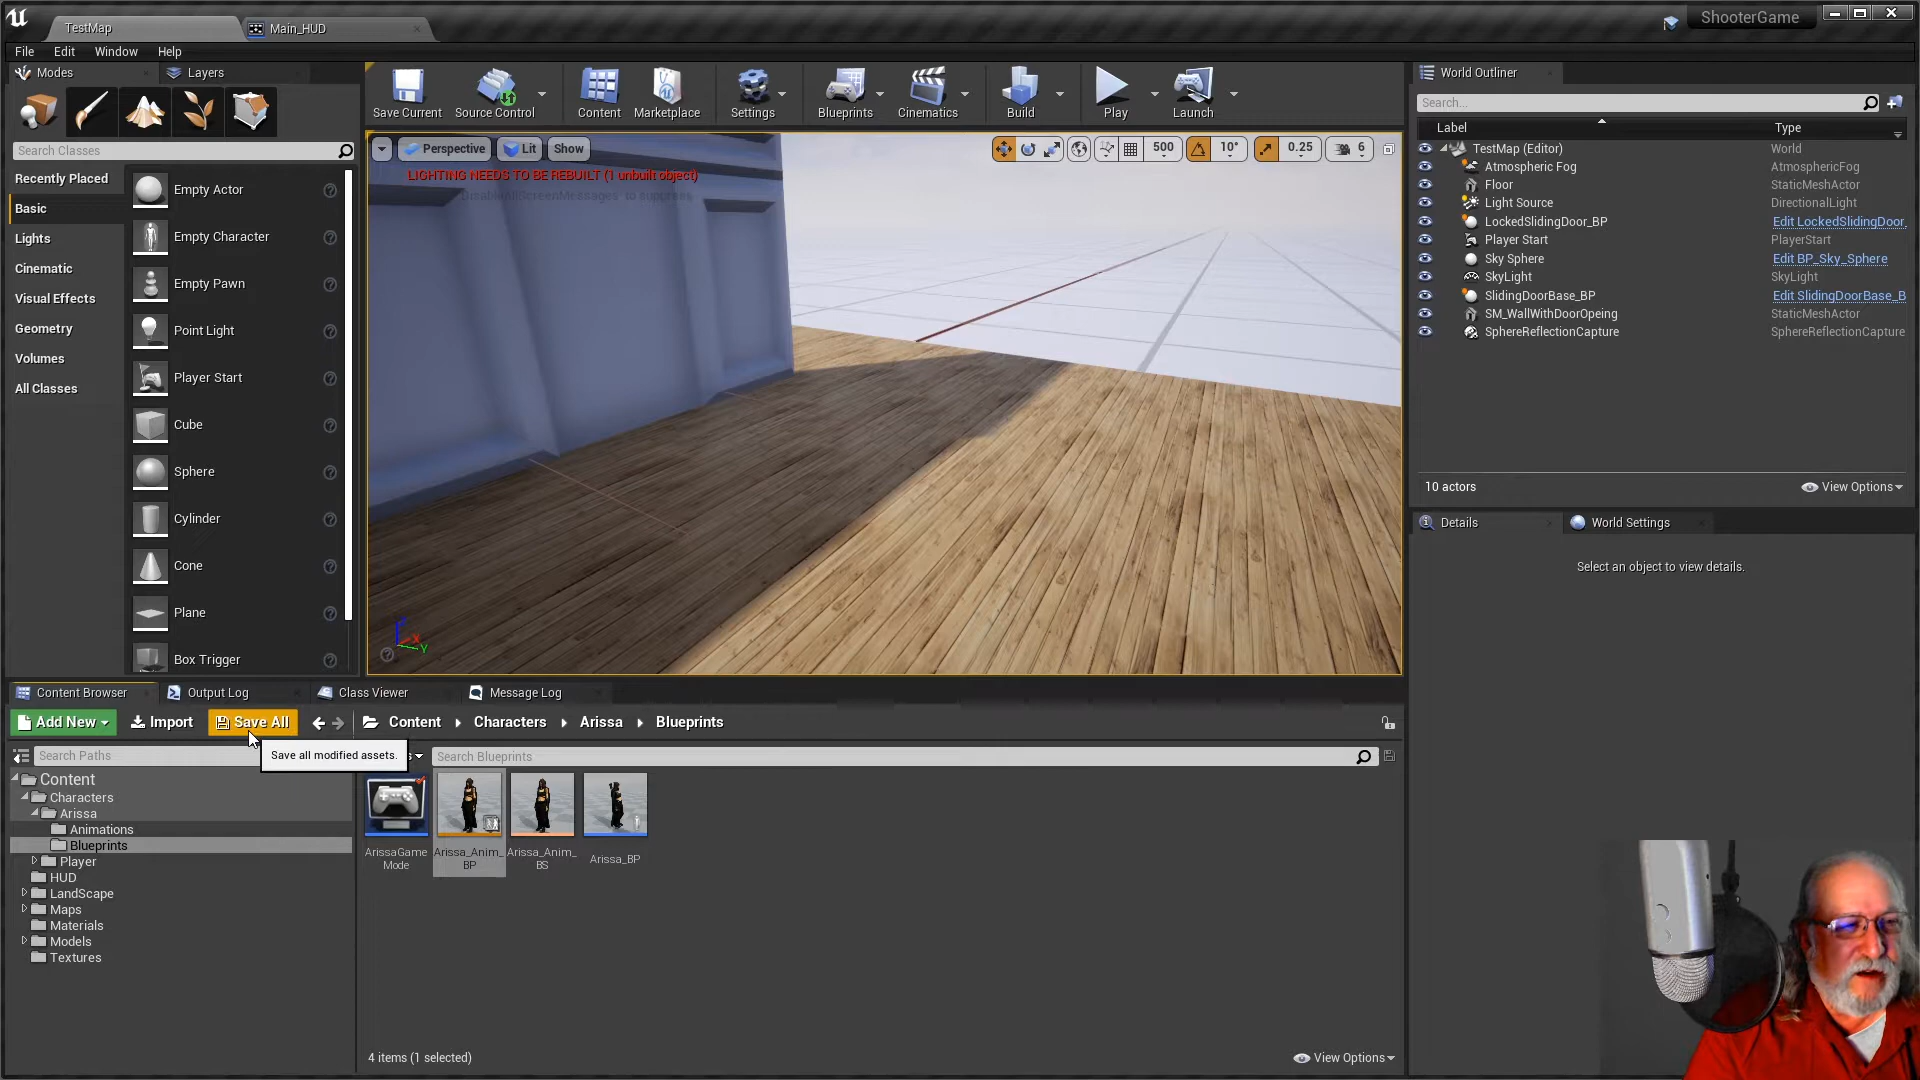 TestMap
Main_HUD
ShooterGame
File
Edit
Window
Help
Modes
Layers
Search Classes
Recently Placed
Basic
Lights
Cinematic
Visual Effects
Geometry
Volumes
All Classes
Empty Actor
Empty Character
Empty Pawn
Point Light
Player Start
Cube
Sphere
Cylinder
Cone
Plane
Box Trigger
Save Current
Source Control
Content
Marketplace
Settings
Blueprints
Cinematics
Build
Play
Launch
Perspective
Lit
Show
500
10°
0.25
6
LIGHTING NEEDS TO BE REBUILT (1 unbuilt object)
'DisableAllScreenMessages' to suppress
X
Y
World Outliner
Search...
Label
Type
TestMap (Editor)
World
Atmospheric Fog
AtmosphericFog
Floor
StaticMeshActor
Light Source
DirectionalLight
LockedSlidingDoor_BP
Edit LockedSlidingDoor_
Player Start
PlayerStart
Sky Sphere
Edit BP_Sky_Sphere
SkyLight
SkyLight
SlidingDoorBase_BP
Edit SlidingDoorBase_B
SM_WallWithDoorOpeing
StaticMeshActor
SphereReflectionCapture
SphereReflectionCapture
10 actors
View Options
Details
World Settings
Select an object to view details.
Content Browser
Output Log
Class Viewer
Message Log
Add New
Import
Save All
Content
Characters
Arissa
Blueprints
Search Paths
Save all modified assets.
Search Blueprints
Content
Characters
Arissa
Animations
Blueprints
Player
HUD
LandScape
Maps
Materials
Models
Textures
ArissaGame
Mode
Arissa_Anim_
BP
Arissa_Anim_
BS
Arissa_BP
4 items (1 selected)
View Options